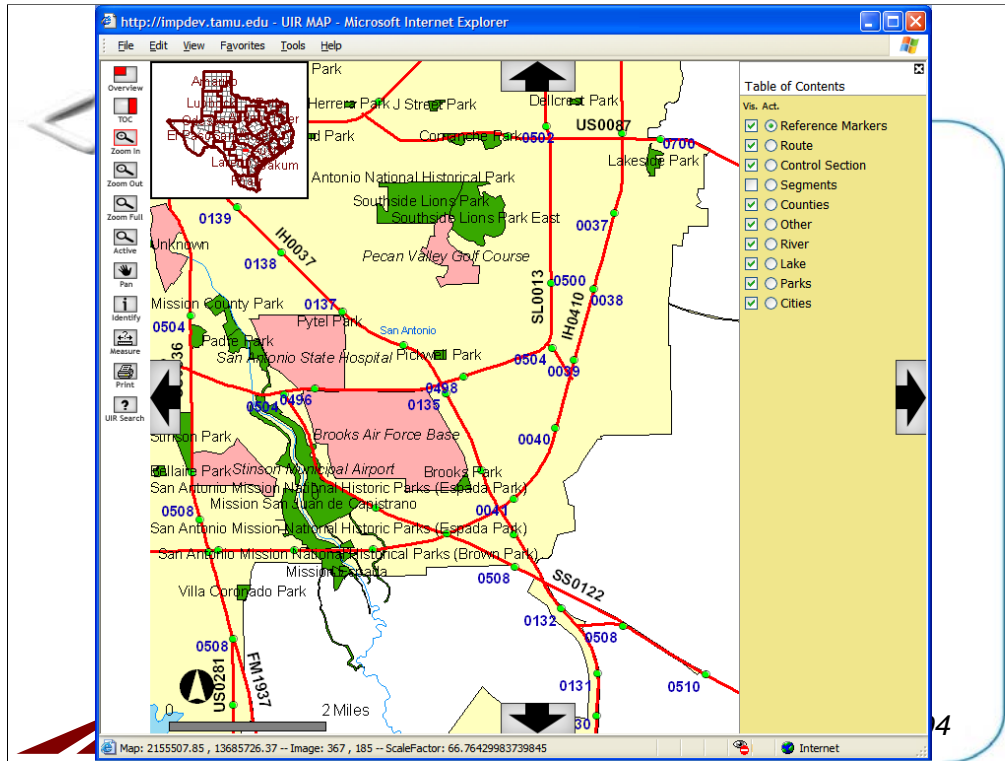 http://impdev.tamu.edu - UIR MAP - Microsoft Internet Explorer
File Edit View Favorites Tools Help
Overview
TOC
Zoom In
Zoom Out
Zoom Full
Active
Pan
Identify
Measure
Print
UIR Search
Park
Herrera Park
J Street Park
Dellcrest Park
Comanche Park
0502
US0087
0700
Lakeside Park
Antonio National Historical Park
Southside Lions Park
Southside Lions Park East
0139
IH0037
0037
Unknown
0138
Pecan Valley Golf Course
0500
SL0013
IH0410
0038
Mission County Park
0137
Pytel Park
San Antonio
0504
Padre Park
San Antonio State Hospital
Pickwell Park
0504
0039
36
0498
0504
0496
0135
Stinson Park
Brooks Air Force Base
0040
Bellaire Park
Stinson Municipal Airport
Brooks Park
San Antonio Mission National Historic Parks (Espada Park)
Mission San Juan de Capistrano
0041
0508
San Antonio Mission National Historic Parks (Espada Park)
San Antonio Mission National Historical Parks (Brown Park)
Mission Espada
0508
SS0122
Villa Coronado Park
0132
0508
0508
FM1937
US0281
0131
0510
30
0
2 Miles
Table of Contents
Vis. Act.
Reference Markers
Route
Control Section
Segments
Counties
Other
River
Lake
Parks
Cities
04
Map: 2155507.85 , 13685726.37 -- Image: 367 , 185 -- ScaleFactor: 66.76429983739845
Internet